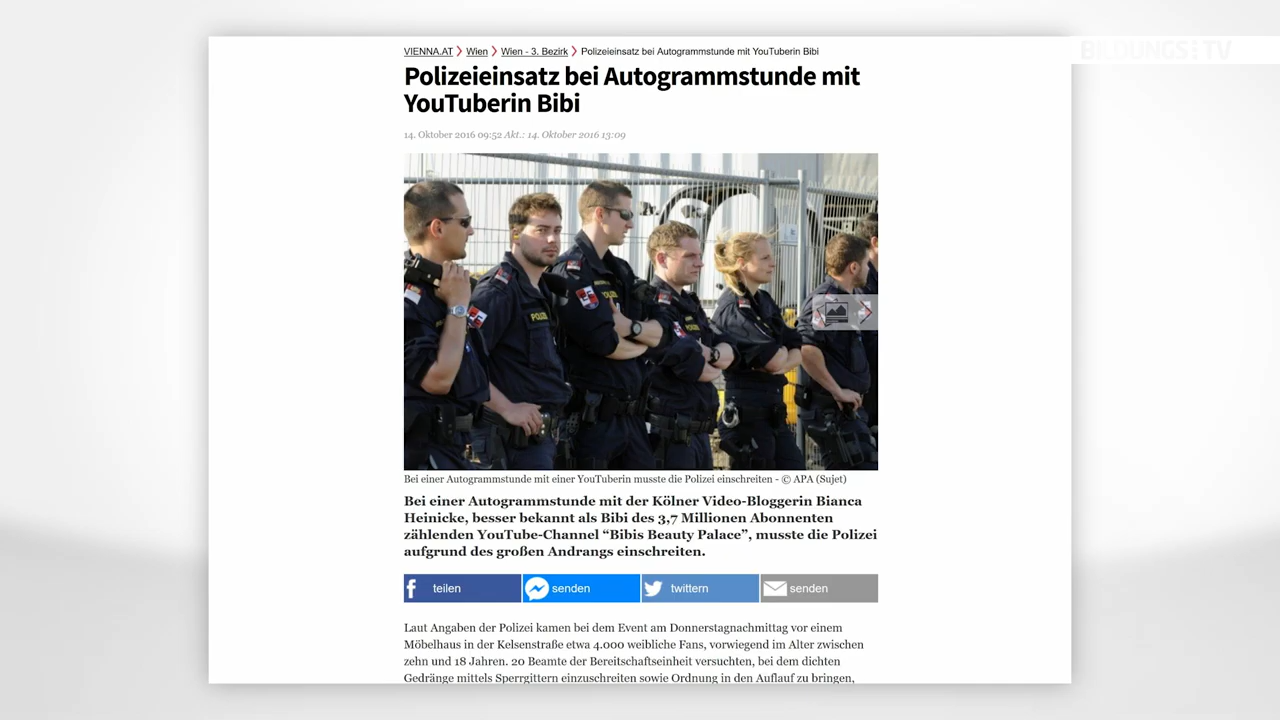 BILDUNGS TV
VIENNA.AT > Wien > Wien - 3. Bezirk > Polizeieinsatz bei Autogrammstunde mit YouTuberin Bibi
Polizeieinsatz bei Autogrammstunde mit
YouTuberin Bibi
14. Oktober 2016 09:52 Akt.: 14. Oktober 2016 13:09
POLIZEI
Bei einer Autogrammstunde mit einer YouTuberin musste die Polizei einschreiten - © APA (Sujet)
Bei einer Autogrammstunde mit der Kölner Video-Bloggerin Bianca
Heinicke, besser bekannt als Bibi des 3,7 Millionen Abonnenten
zählenden YouTube-Channel “Bibis Beauty Palace”, musste die Polizei
aufgrund des großen Andrangs einschreiten.
teilen
senden
twittern
senden
Laut Angaben der Polizei kamen bei dem Event am Donnerstagnachmittag vor einem
Möbelhaus in der Kelsenstraße etwa 4.000 weibliche Fans, vorwiegend im Alter zwischen
zehn und 18 Jahren. 20 Beamte der Bereitschaftseinheit versuchten, bei dem dichten
Gedränge mittels Sperrgittern einzuschreiten sowie Ordnung in den Auflauf zu bringen,